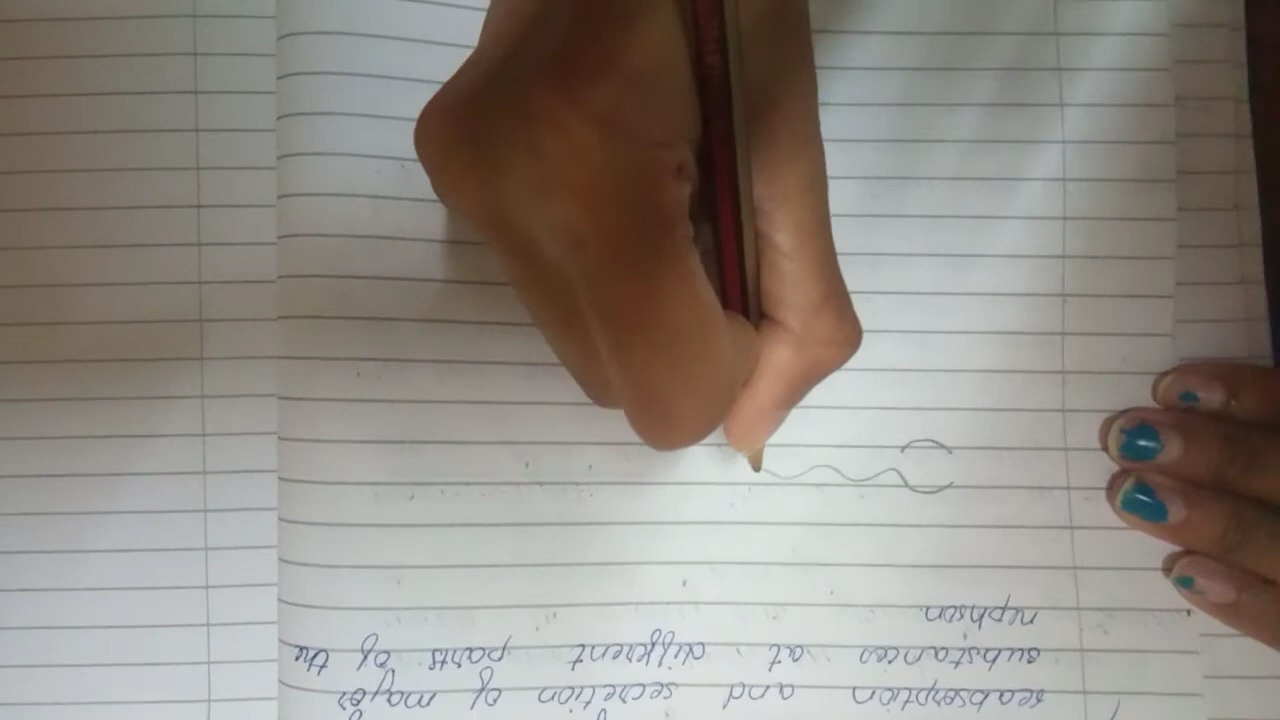 reabsorption and secretion of major
substances at different parts of the
nephron.